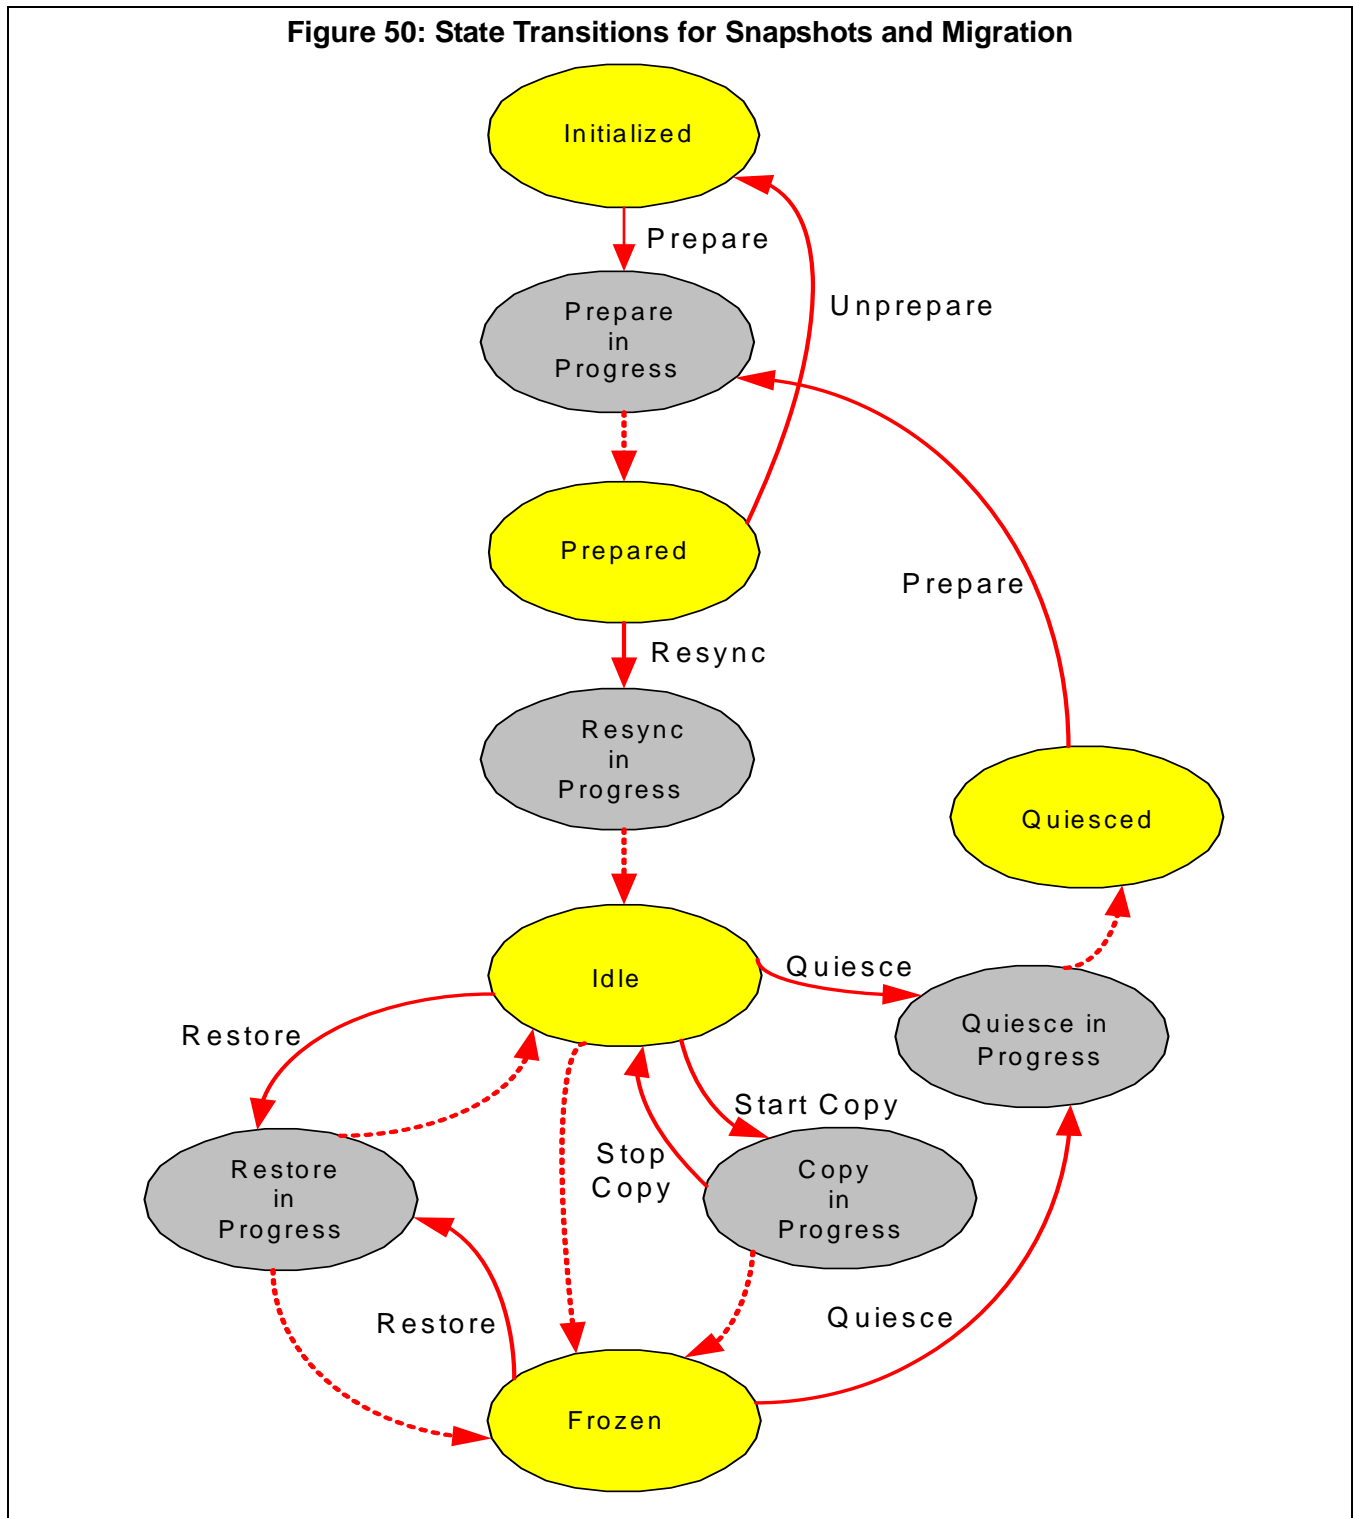 Figure 50: State Transitions for Snapshots and Migration
Initialized
Prepare
Prepare
in
Progress
Unprepare
Prepared
Prepare
Resync
Resync
in
Progress
Quiesced
Idle
Quiesce
Quiesce in
Progress
Restore
Start Copy
Stop
Copy
Restore
in
Progress
Copy
in
Progress
Restore
Quiesce
Frozen